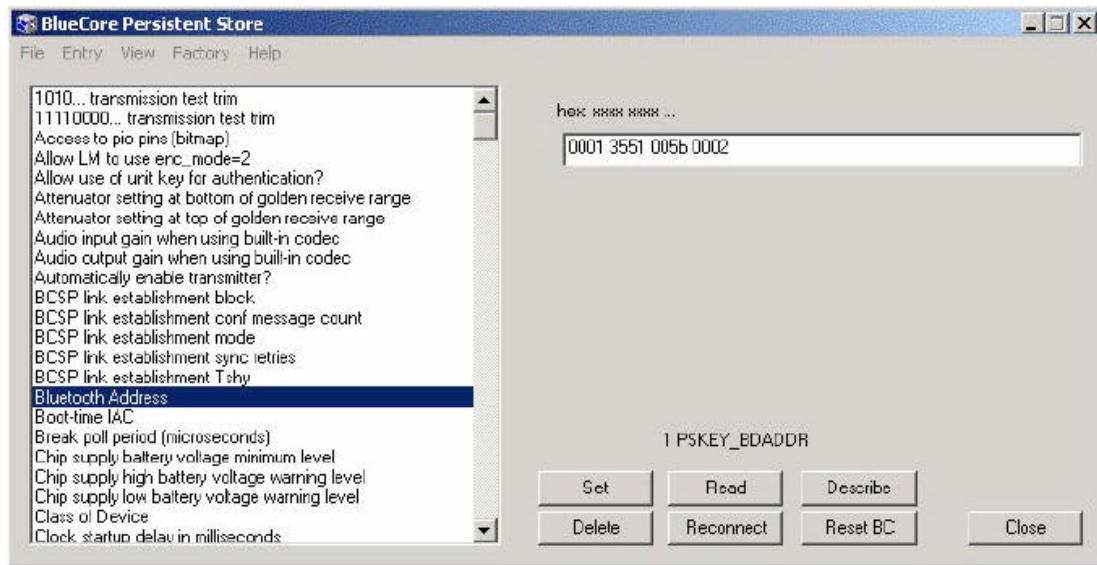 BlueCore Persistent Store
File Entry View Factory Help
1010... transmission test trim
11110000... transmission test trim
Access to pio pins (bitmap)
Allow LM to use enc_mode=2
Allow use of unit key for authentication?
Attenuator setting at bottom of golden receive range
Attenuator setting at top of golden receive range
Audio input gain when using built-in codec
Audio output gain when using built-in codec
Automatically enable transmitter?
BCSP link establishment block
BCSP link establishment conf message count
BCSP link establishment mode
BCSP link establishment sync retries
BCSP link establishment Tshy
Bluetooth Address
Boot-time IAC
Break poll period (microseconds)
Chip supply battery voltage minimum level
Chip supply high battery voltage warning level
Chip supply low battery voltage warning level
Class of Device
Clock startup delay in milliseconds
hex: xxxx xxxx ...
0001 3551 005b 0002
1 PSKEY_BDADDR
Set Read Describe
Delete Reconnect Reset BC Close